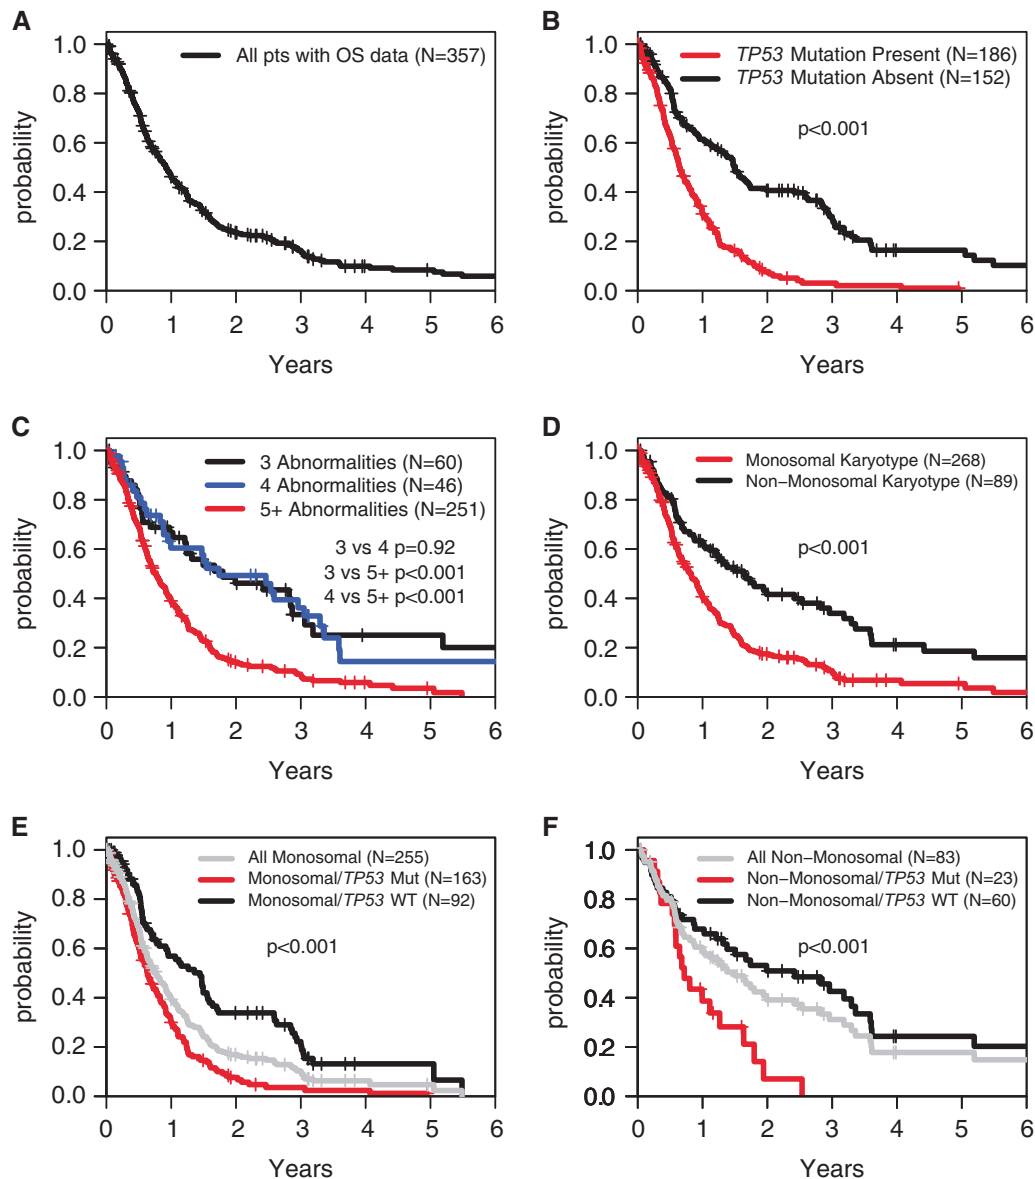 A
All pts with OS data (N=357)
probability
1.0
0.8
0.6
0.4
0.2
0.0
0 1 2 3 4 5 6
Years
B
TP53 Mutation Present (N=186)
TP53 Mutation Absent (N=152)
p<0.001
probability
1.0
0.8
0.6
0.4
0.2
0.0
0 1 2 3 4 5 6
Years
C
3 Abnormalities (N=60)
4 Abnormalities (N=46)
5+ Abnormalities (N=251)
3 vs 4 p=0.92
3 vs 5+ p<0.001
4 vs 5+ p<0.001
probability
1.0
0.8
0.6
0.4
0.2
0.0
0 1 2 3 4 5 6
Years
D
Monosomal Karyotype (N=268)
Non−Monosomal Karyotype (N=89)
p<0.001
probability
1.0
0.8
0.6
0.4
0.2
0.0
0 1 2 3 4 5 6
Years
E
All Monosomal (N=255)
Monosomal/TP53 Mut (N=163)
Monosomal/TP53 WT (N=92)
p<0.001
probability
1.0
0.8
0.6
0.4
0.2
0.0
0 1 2 3 4 5 6
Years
F
All Non−Monosomal (N=83)
Non−Monosomal/TP53 Mut (N=23)
Non−Monosomal/TP53 WT (N=60)
p<0.001
probability
1.0
0.8
0.6
0.4
0.2
0.0
0 1 2 3 4 5 6
Years